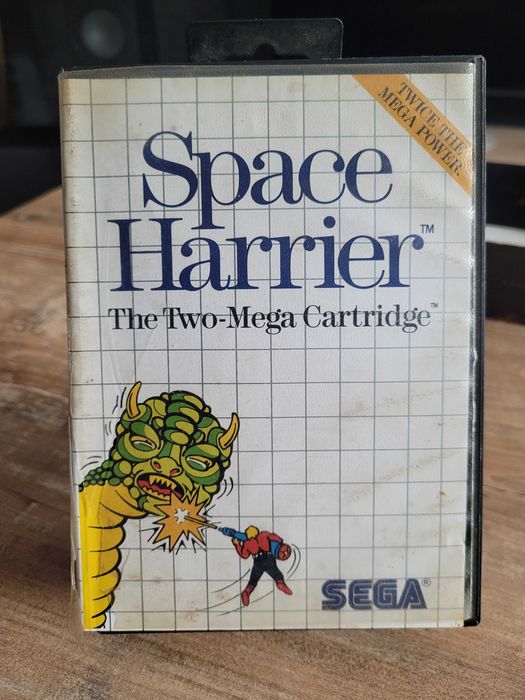 TWICE THE
MEGA POWER.
Space
Harrier™
The Two-Mega Cartridge™
SEGA®